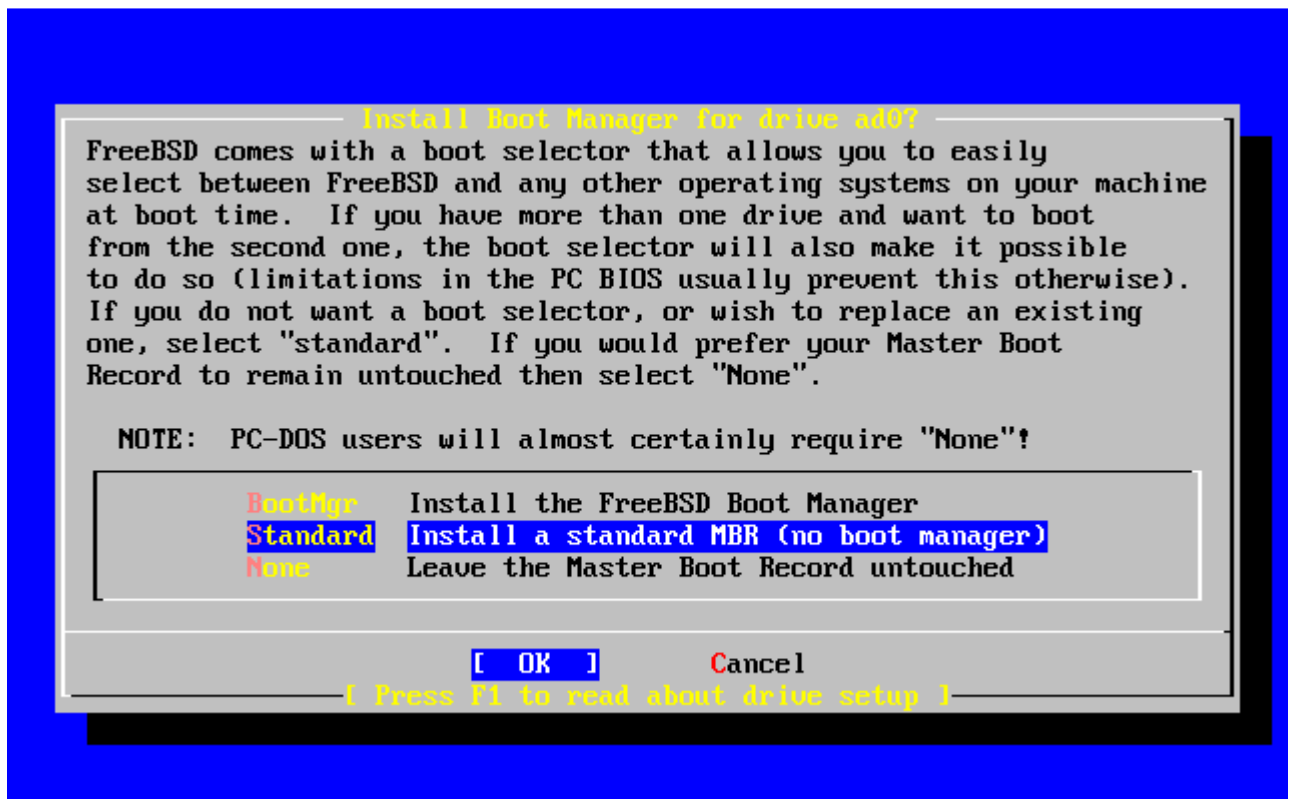 Install Boot Manager for drive ad0?
FreeBSD comes with a boot selector that allows you to easily
select between FreeBSD and any other operating systems on your machine
at boot time.  If you have more than one drive and want to boot
from the second one, the boot selector will also make it possible
to do so (limitations in the PC BIOS usually prevent this otherwise).
If you do not want a boot selector, or wish to replace an existing
one, select "standard".  If you would prefer your Master Boot
Record to remain untouched then select "None".
NOTE:  PC-DOS users will almost certainly require "None"!
BootMgr   Install the FreeBSD Boot Manager
Standard  Install a standard MBR (no boot manager)
None      Leave the Master Boot Record untouched
[  OK  ]       Cancel
[ Press F1 to read about drive setup ]